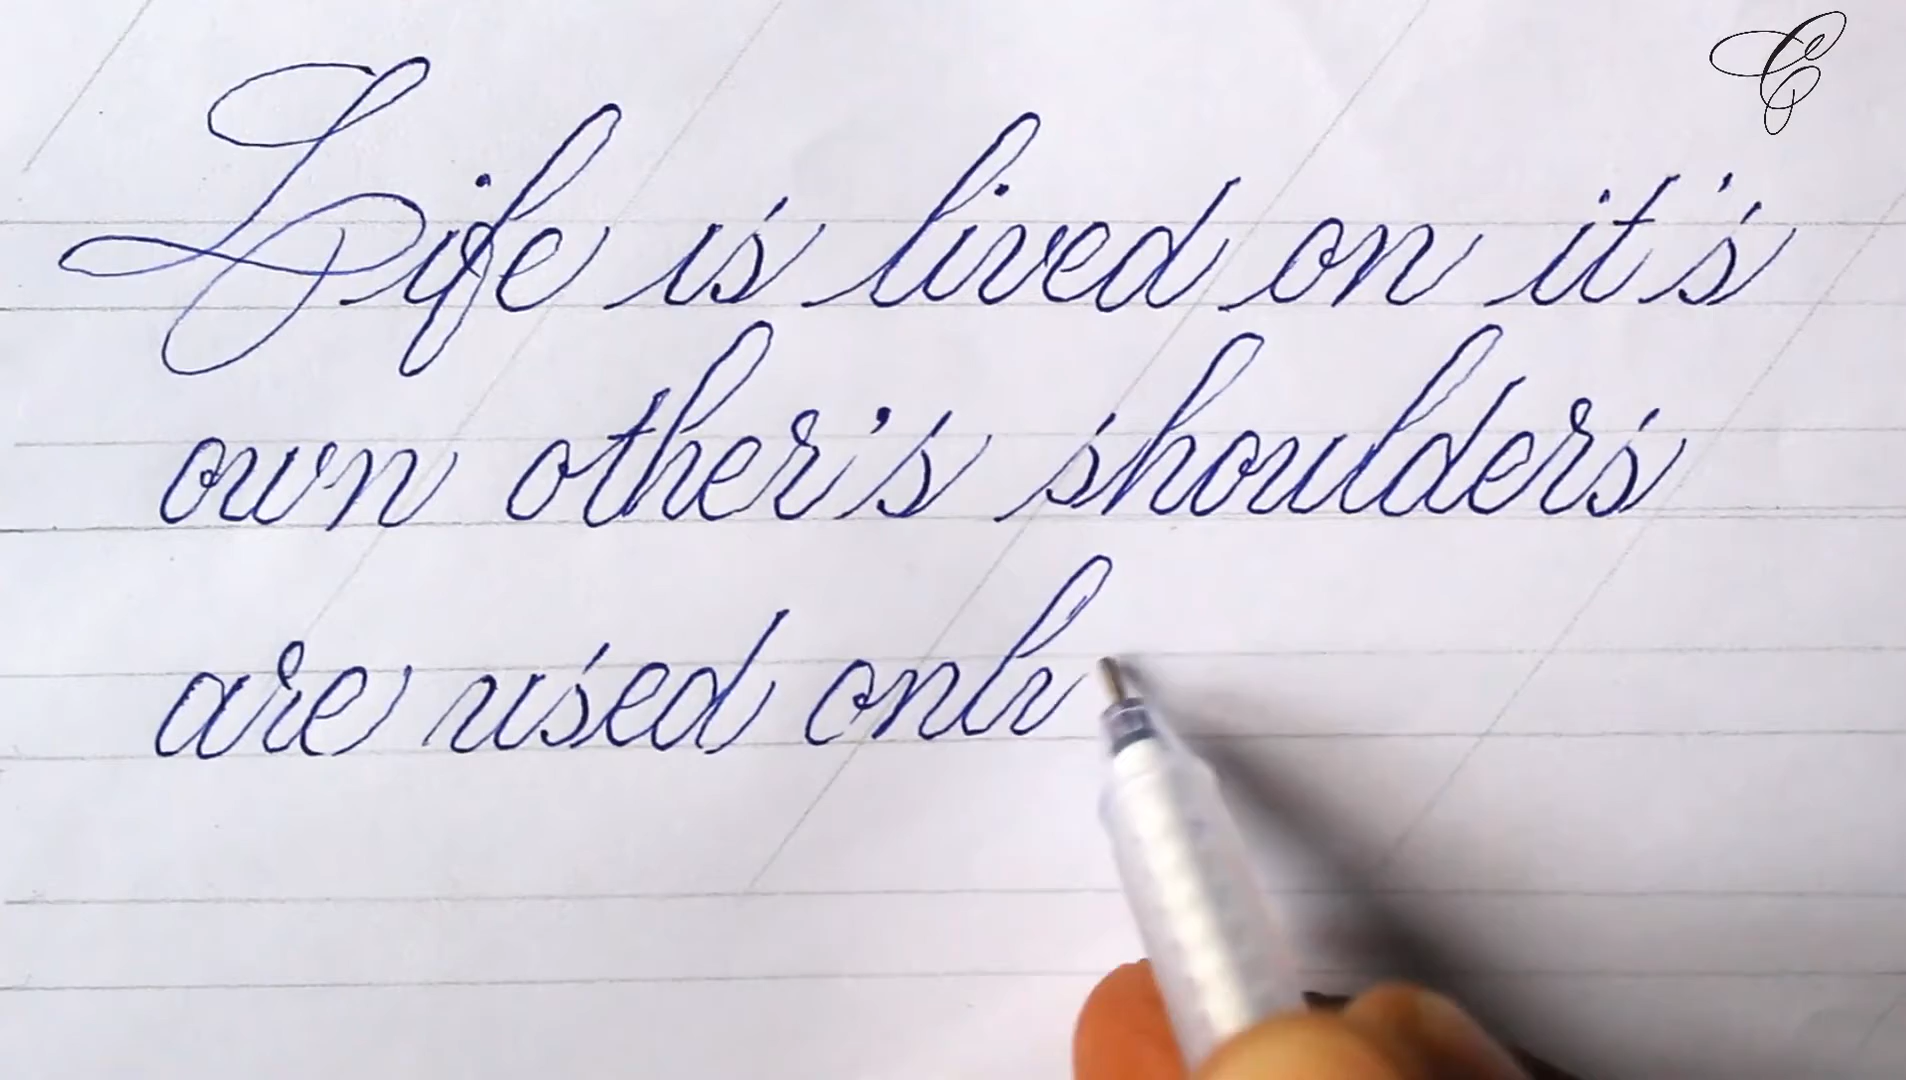 Life is lived on it's
own other's shoulders
are used onl